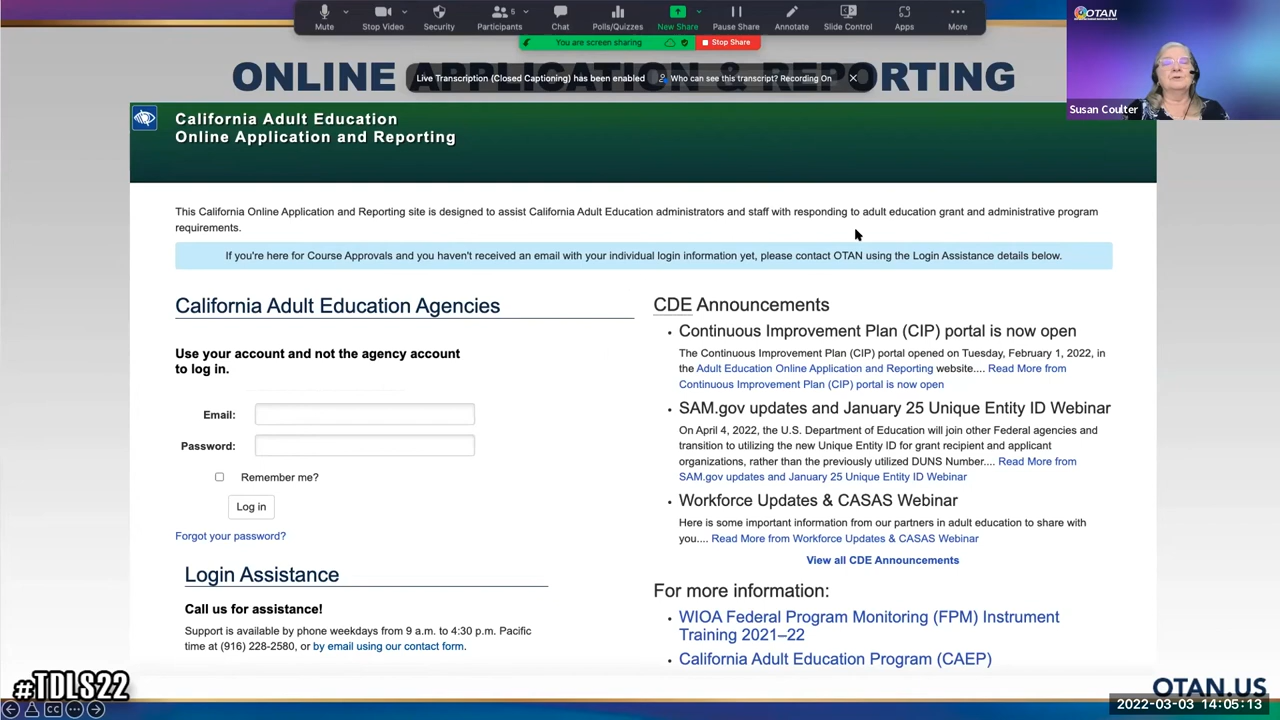 Mute
Stop Video
Security
Participants
5
Chat
Polls/Quizzes
New Share
Pause Share
Annotate
Slide Control
Apps
More
You are screen sharing
Stop Share
OTAN
ONLINE APPLICATION & REPORTING
Live Transcription (Closed Captioning) has been enabled
Who can see this transcript? Recording On
Susan Coulter
California Adult Education
Online Application and Reporting
This California Online Application and Reporting site is designed to assist California Adult Education administrators and staff with responding to adult education grant and administrative program
requirements.
If you're here for Course Approvals and you haven't received an email with your individual login information yet, please contact OTAN using the Login Assistance details below.
California Adult Education Agencies
Use your account and not the agency account
to log in.
Email:
Password:
Remember me?
Log in
Forgot your password?
Login Assistance
Call us for assistance!
Support is available by phone weekdays from 9 a.m. to 4:30 p.m. Pacific
time at (916) 228-2580, or by email using our contact form.
CDE Announcements
• Continuous Improvement Plan (CIP) portal is now open
The Continuous Improvement Plan (CIP) portal opened on Tuesday, February 1, 2022, in
the Adult Education Online Application and Reporting website.... Read More from
Continuous Improvement Plan (CIP) portal is now open
• SAM.gov updates and January 25 Unique Entity ID Webinar
On April 4, 2022, the U.S. Department of Education will join other Federal agencies and
transition to utilizing the new Unique Entity ID for grant recipient and applicant
organizations, rather than the previously utilized DUNS Number.... Read More from
SAM.gov updates and January 25 Unique Entity ID Webinar
• Workforce Updates & CASAS Webinar
Here is some important information from our partners in adult education to share with
you.... Read More from Workforce Updates & CASAS Webinar
View all CDE Announcements
For more information:
• WIOA Federal Program Monitoring (FPM) Instrument
Training 2021–22
• California Adult Education Program (CAEP)
#TDLS22
CC
OTAN.US
2022-03-03 14:05:13